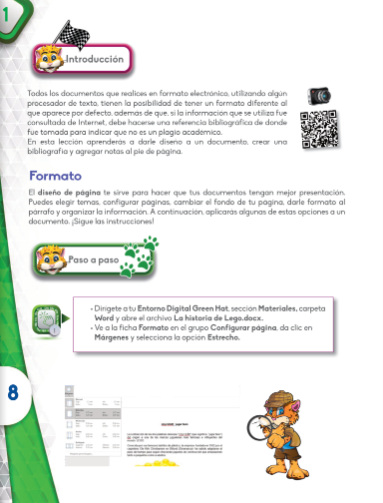 1
Introducción
Todos los documentos que realices en formato electrónico, utilizando algún
procesador de texto, tienen la posibilidad de tener un formato diferente al
que aparece por defecto, además de que, si la información que se utiliza fue
consultada de Internet, debe hacerse una referencia bibliográfica de donde
fue tomada para indicar que no es un plagio académico.
En esta lección aprenderás a darle diseño a un documento, crear una
bibliografía y agregar notas al pie de página.
Formato
El diseño de página te sirve para hacer que tus documentos tengan mejor presentación.
Puedes elegir temas, configurar páginas, cambiar el fondo de tu página, darle formato al
párrafo y organizar la información. A continuación, aplicarás algunas de estas opciones a un
documento. ¡Sigue las instrucciones!
Paso a paso
• Dirígete a tu Entorno Digital Green Hat, sección Materiales, carpeta
Word y abre el archivo La historia de Lego.docx.
• Ve a la ficha Formato en el grupo Configurar página, da clic en
Márgenes y selecciona la opción Estrecho.
8